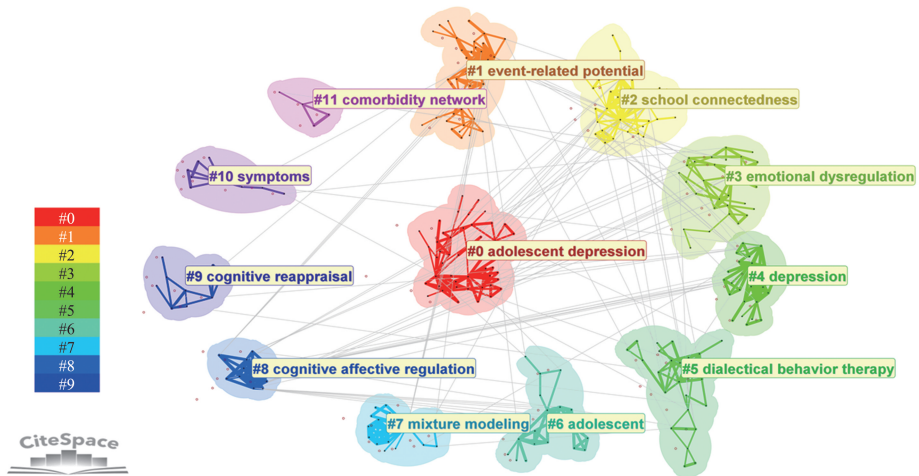 #1 event-related potential
#2 school connectedness
#11 comorbidity network
#10 symptoms
#3 emotional dysregulation
#0 adolescent depression
#9 cognitive reappraisal
#4 depression
#8 cognitive affective regulation
#5 dialectical behavior therapy
#7 mixture modeling
#6 adolescent
#0
#1
#2
#3
#4
#5
#6
#7
#8
#9
CiteSpace